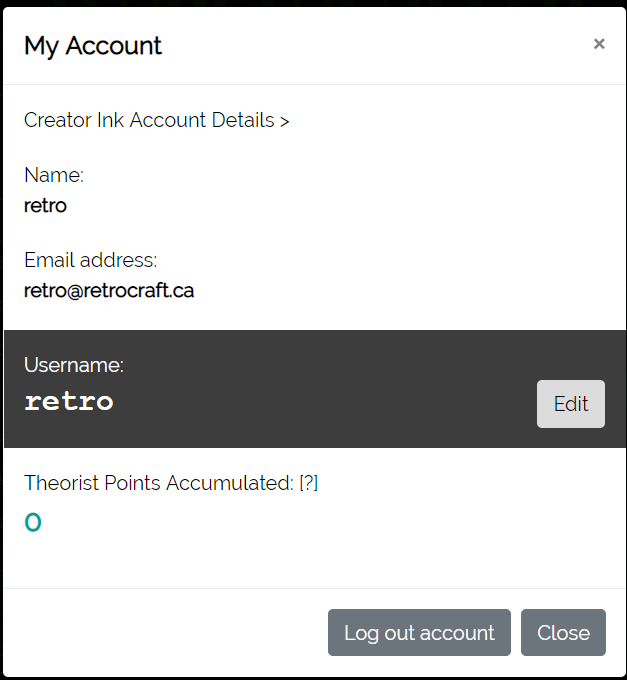 My Account
×
Creator Ink Account Details >
Name:
retro
Email address:
retro@retrocraft.ca
Username:
retro
Edit
Theorist Points Accumulated: [?]
0
Log out account
Close